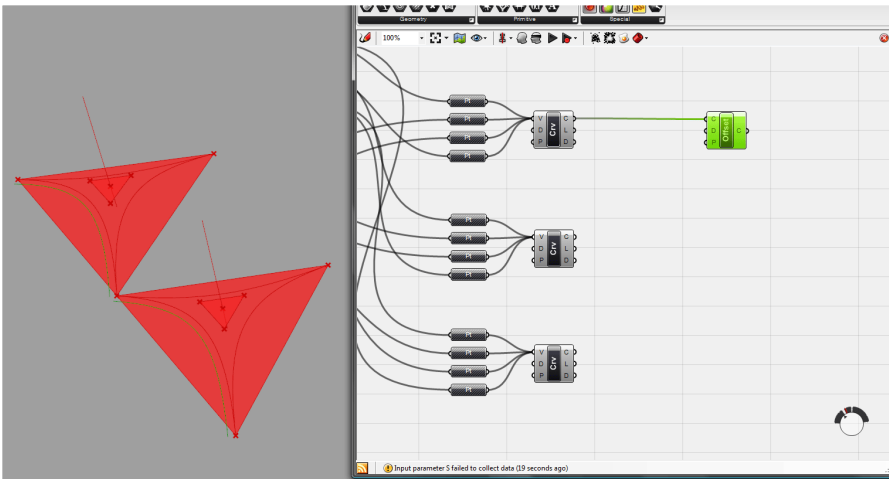 Geometry
Primitive
Special
100%
Pt
Pt
Pt
Pt
V C
D Crv L
P D
C
D Offset C
P
Pt
Pt
Pt
Pt
V C
D Crv L
P D
Pt
Pt
Pt
Pt
V C
D Crv L
P D
Input parameter S failed to collect data (19 seconds ago)